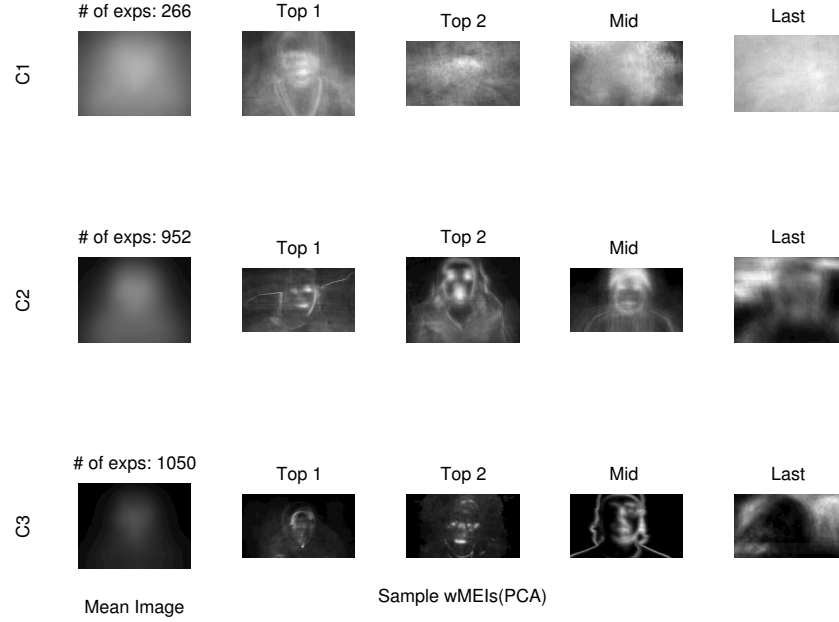 # of exps: 266
Top 1
Top 2
Mid
Last
C1
# of exps: 952
Top 1
Top 2
Mid
Last
C2
# of exps: 1050
Top 1
Top 2
Mid
Last
C3
Mean Image
Sample wMEIs(PCA)